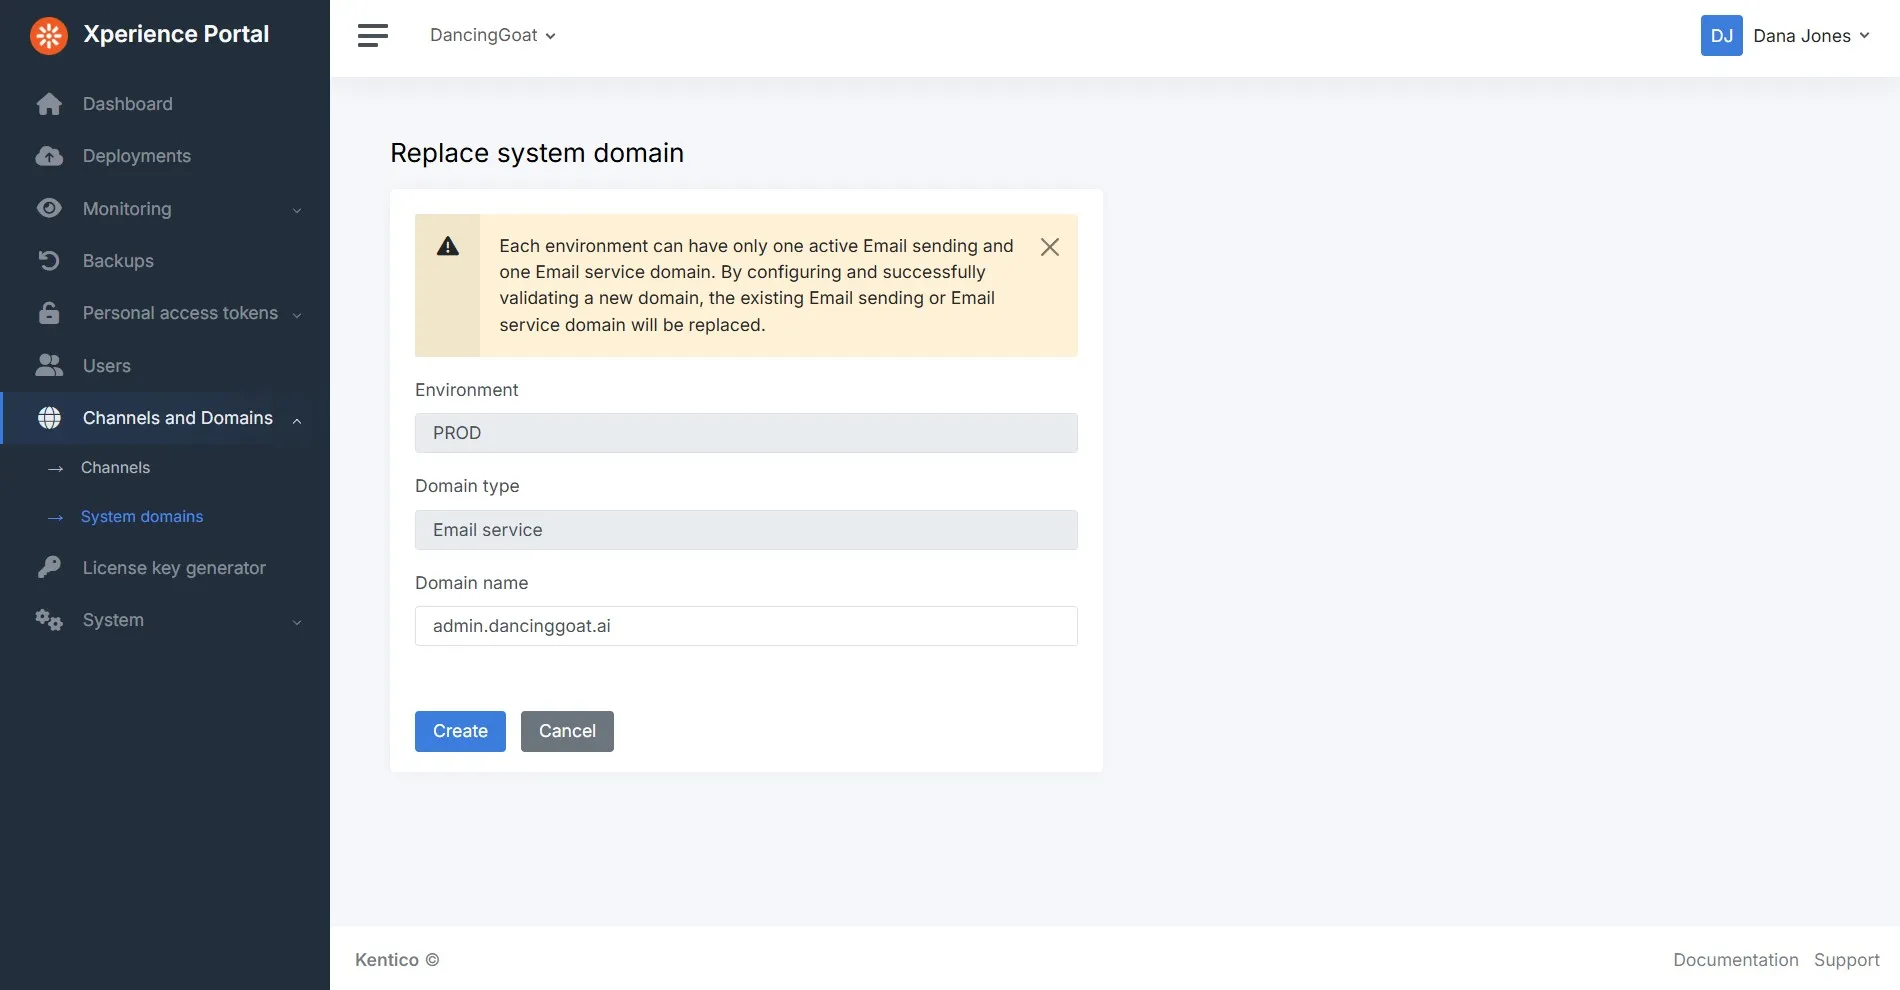 Xperience Portal
DancingGoat
DJ
Dana Jones
Dashboard
Deployments
Monitoring
Backups
Personal access tokens
Users
Channels and Domains
Channels
System domains
License key generator
System
Replace system domain
Each environment can have only one active Email sending and
one Email service domain. By configuring and successfully
validating a new domain, the existing Email sending or Email
service domain will be replaced.
Environment
PROD
Domain type
Email service
Domain name
admin.dancinggoat.ai
Create
Cancel
Kentico ©
Documentation
Support